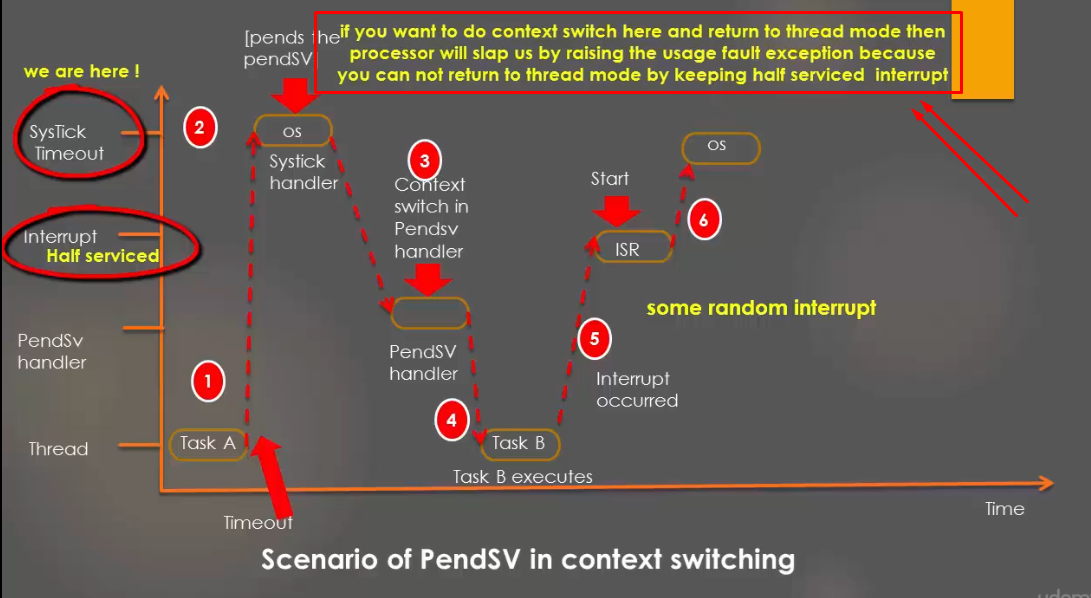 [pends the
pendSV
if you want to do context switch here and return to thread mode then
processor will slap us by raising the usage fault exception because
you can not return to thread mode by keeping half serviced interrupt
we are here !
SysTick
Timeout
2
os
Systick
handler
3
Context
switch in
Pendsv
handler
Start
os
6
Interrupt
Half serviced
ISR
some random interrupt
PendSv
handler
PendSV
handler
5
Interrupt
occurred
1
4
Thread
Task A
Task B
Task B executes
Timeout
Time
Scenario of PendSV in context switching